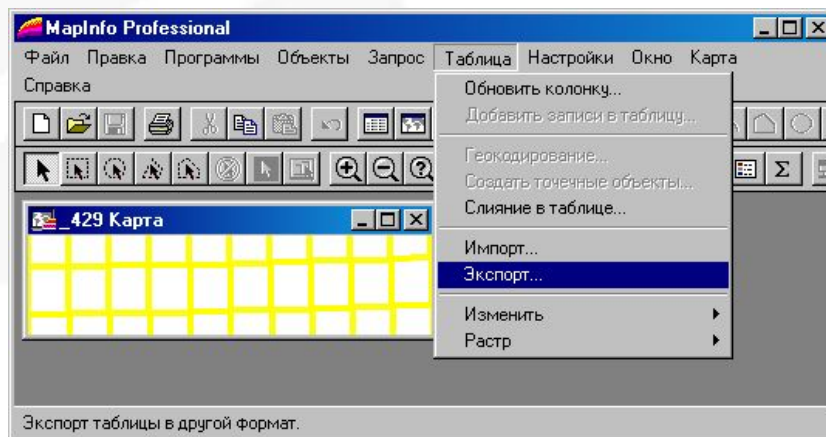 MapInfo Professional
Файл Правка Программы Объекты Запрос Таблица Настройки Окно Карта
Справка
Обновить колонку...
Добавить записи в таблицу...
Геокодирование...
Создать точечные объекты...
Слияние в таблице...
Импорт...
Экспорт...
Изменить
Растр
_429 Карта
Экспорт таблицы в другой формат.